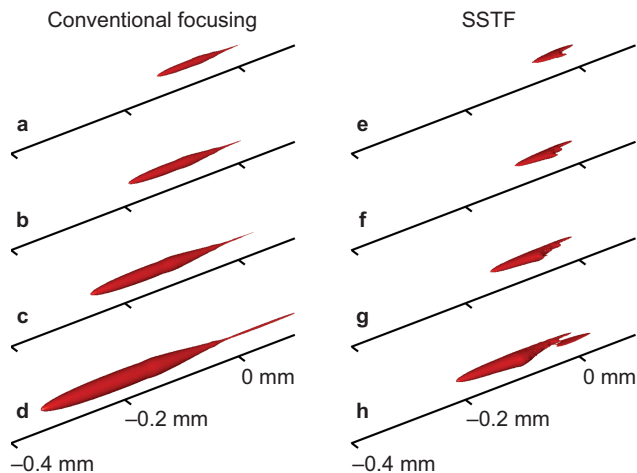 Conventional focusing
SSTF
a
e
b
f
c
g
d
h
0 mm
0 mm
–0.2 mm
–0.2 mm
–0.4 mm
–0.4 mm